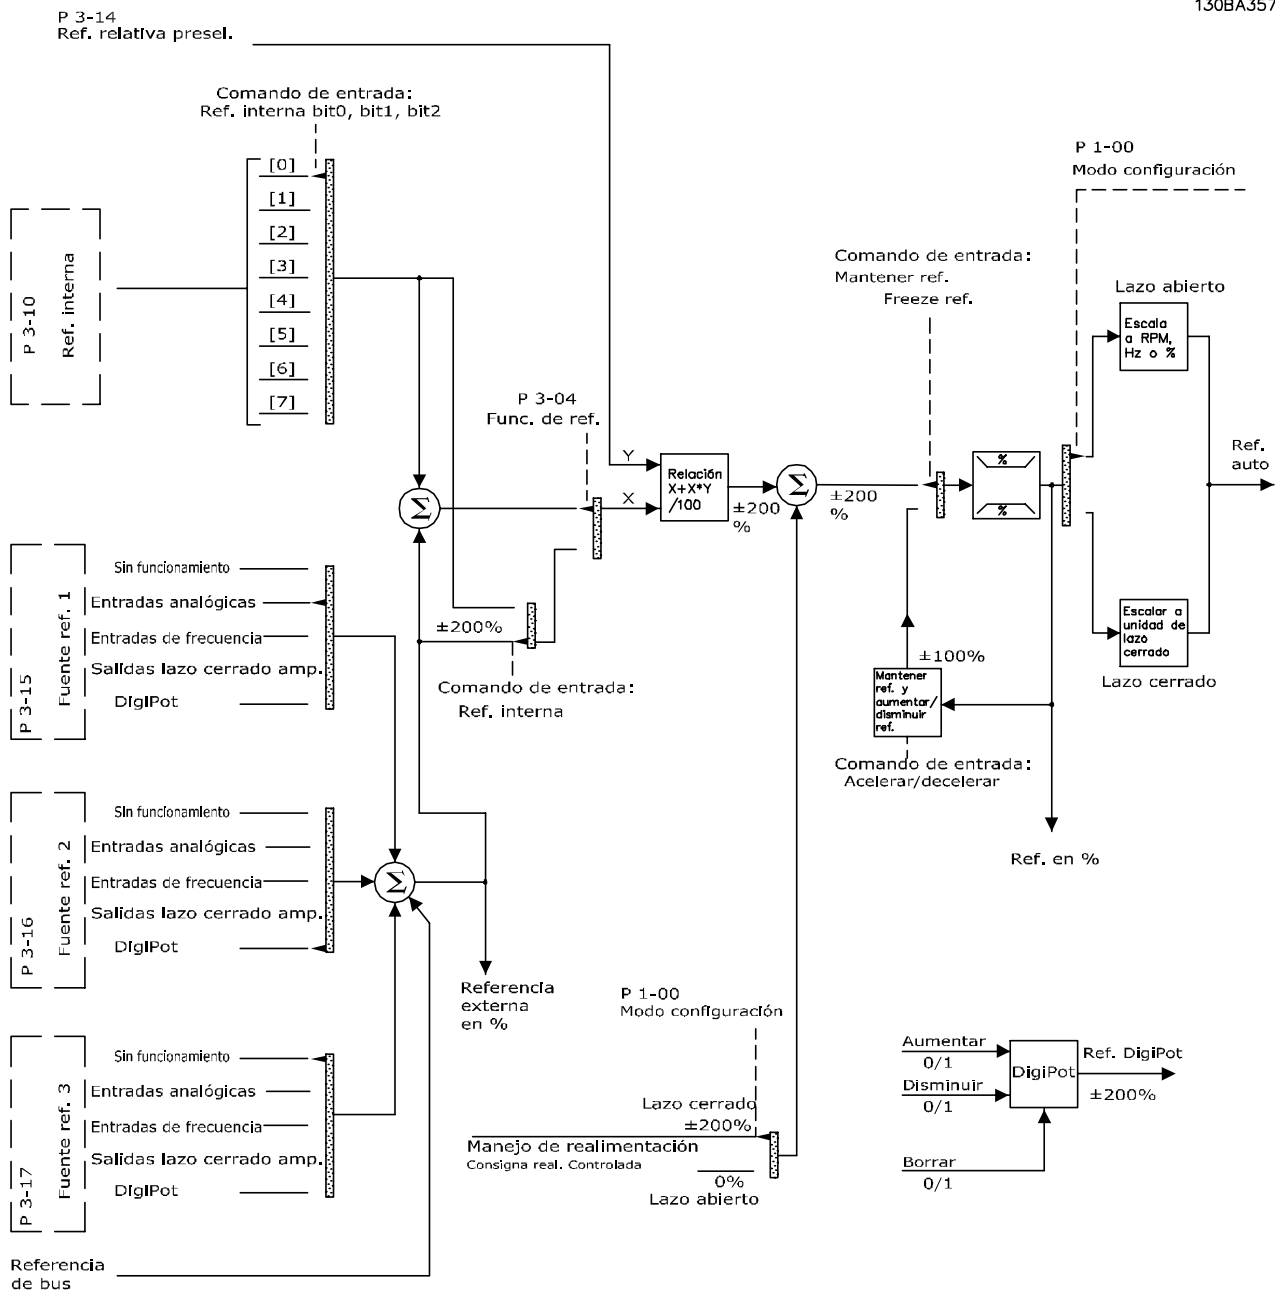 130BA357
P 3-14
Ref. relativa presel.
Comando de entrada:
Ref. interna bit0, bit1, bit2
[0]
[1]
[2]
[3]
[4]
[5]
[6]
[7]
P 3-10
Ref. interna
P 1-00
Modo configuración
Comando de entrada:
Mantener ref.
Freeze ref.
Lazo abierto
Escala
a RPM,
Hz o %
P 3-04
Func. de ref.
Y
X
Relación
X+X*Y
/100
±200
%
Σ
±200
%
%
%
Ref.
auto
Σ
P 3-15
Fuente ref. 1
Sin funcionamiento
Entradas analógicas
Entradas de frecuencia
Salidas lazo cerrado amp.
DigiPot
±200%
Comando de entrada:
Ref. interna
±100%
Mantener
ref. y
aumentar/
disminuir
ref.
Comando de entrada:
Acelerar/decelerar
Escalar a
unidad de
lazo
cerrado
Lazo cerrado
Ref. en %
P 3-16
Fuente ref. 2
Sin funcionamiento
Entradas analógicas
Entradas de frecuencia
Salidas lazo cerrado amp.
DigiPot
Σ
Referencia
externa
en %
P 3-17
Fuente ref. 3
Sin funcionamiento
Entradas analógicas
Entradas de frecuencia
Salidas lazo cerrado amp.
DigiPot
P 1-00
Modo configuración
Lazo cerrado
±200%
Manejo de realimentación
Consigna real. Controlada
0%
Lazo abierto
Aumentar
0/1
Disminuir
0/1
Borrar
0/1
DigiPot
Ref. DigiPot
±200%
Referencia
de bus